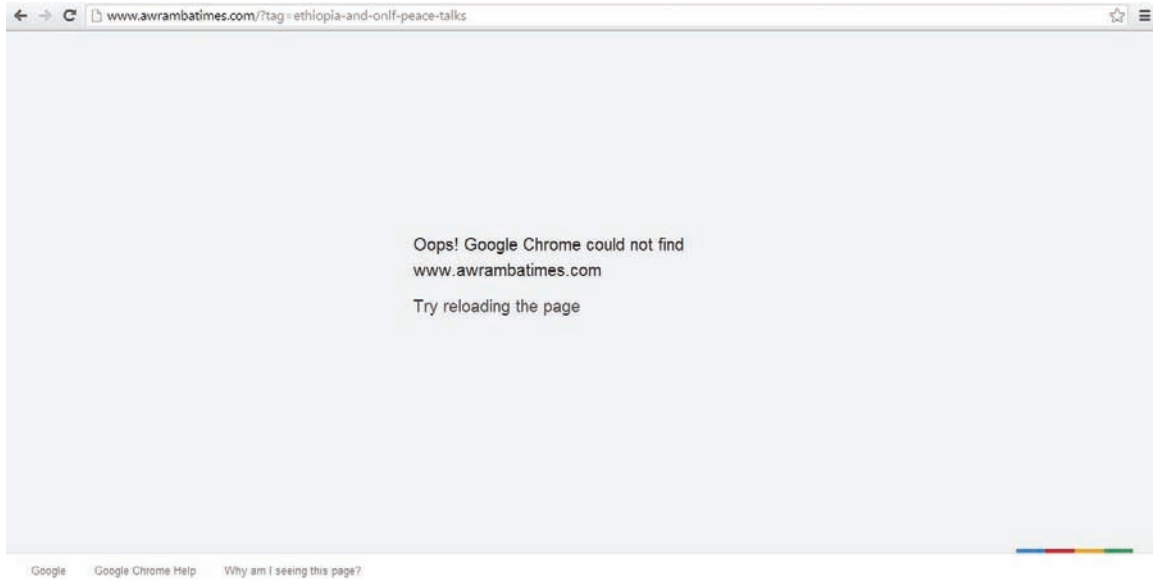 www.awrambatimes.com/?tag=ethiopia-and-onlf-peace-talks
Oops! Google Chrome could not find
www.awrambatimes.com
Try reloading the page
Google Google Chrome Help Why am I seeing this page?